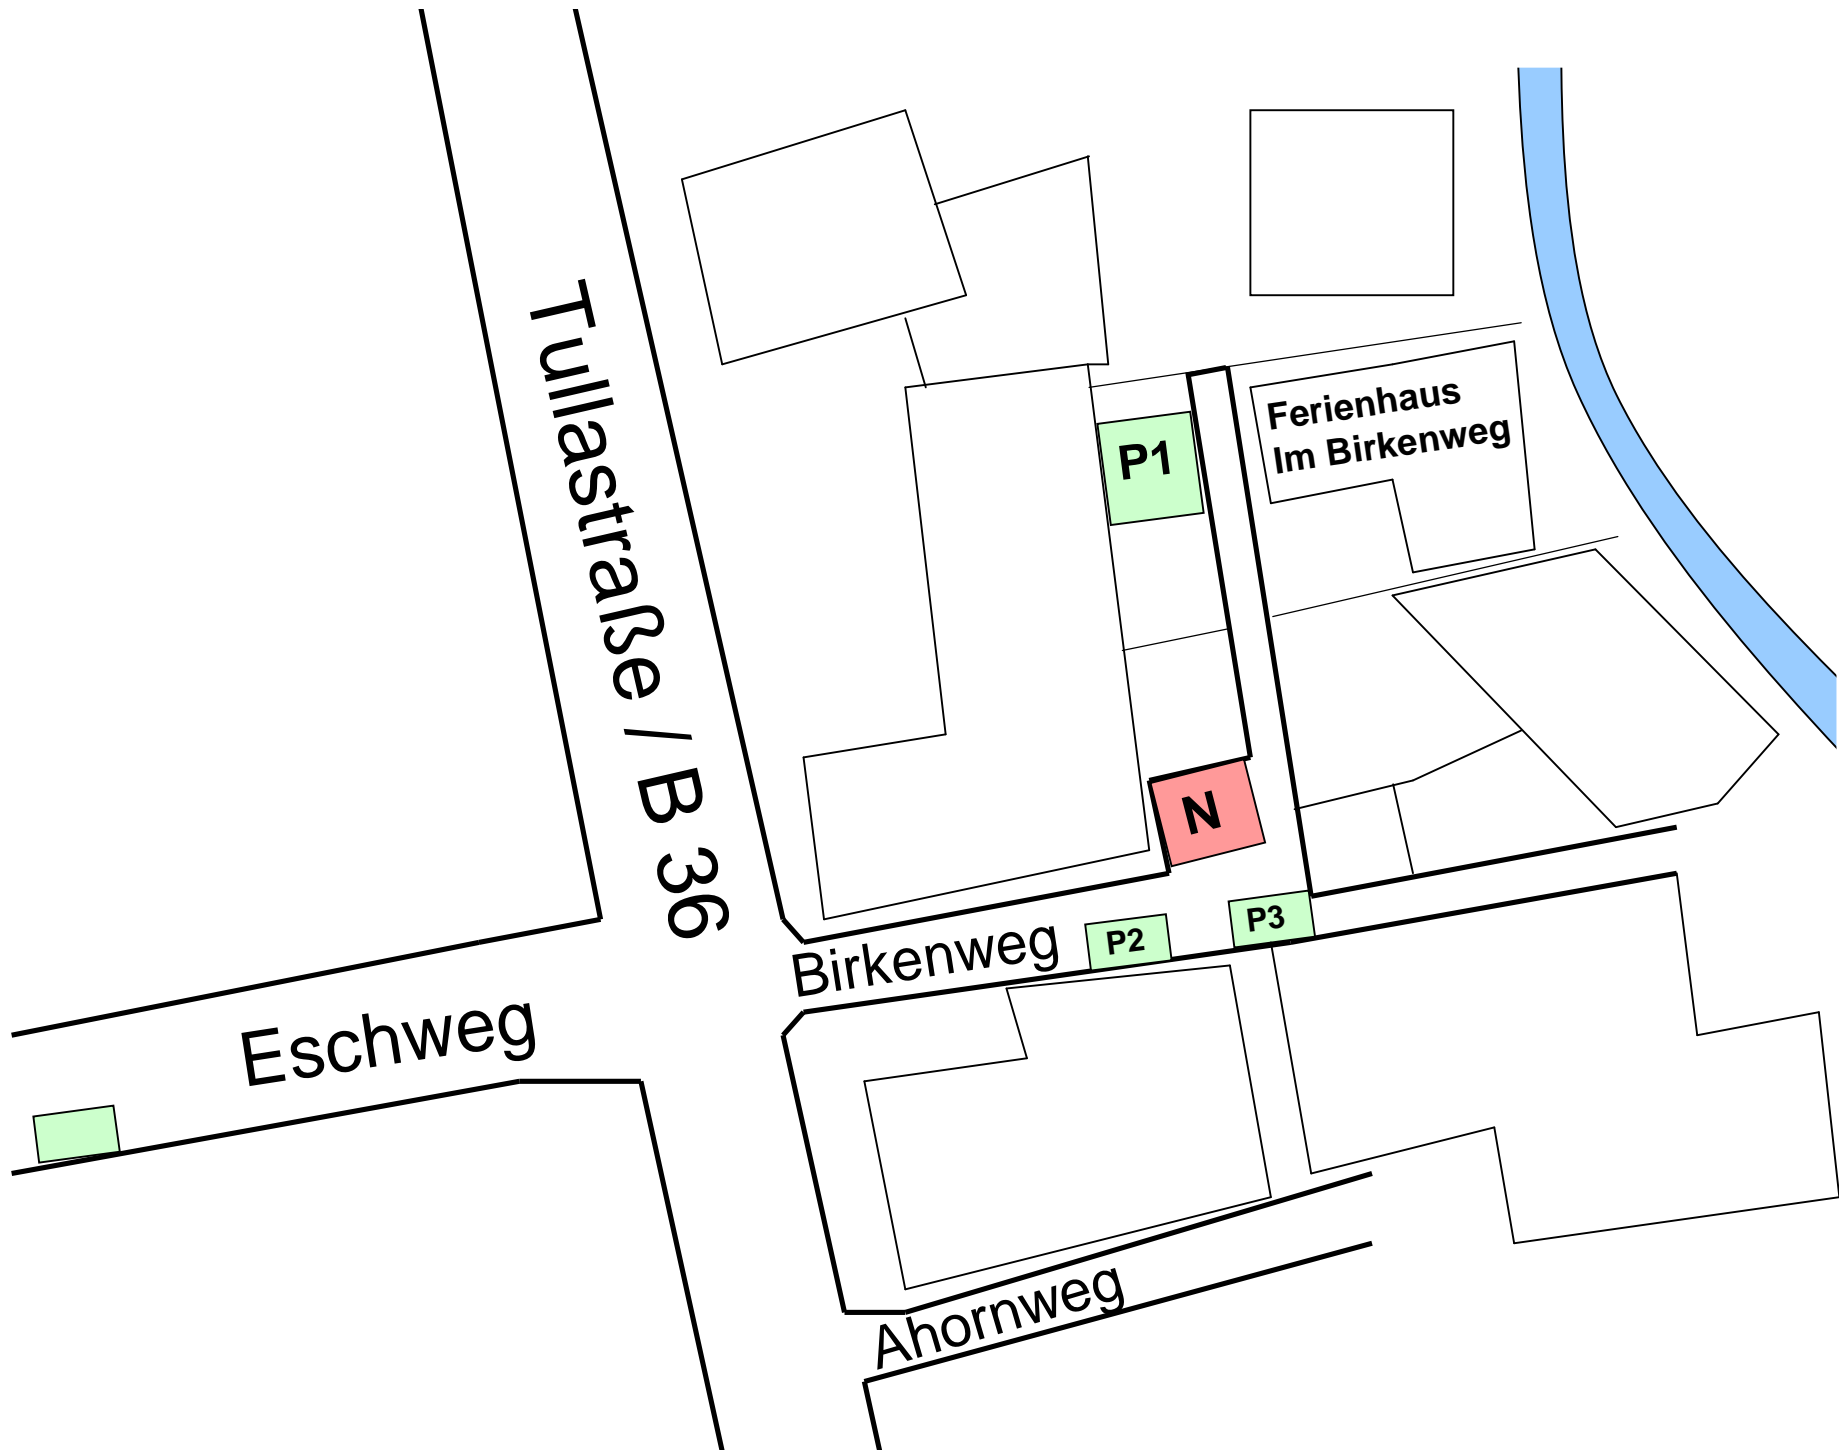 Tullastraße / B 36
Ferienhaus
Im Birkenweg
P1
N
P3
P2
Birkenweg
Eschweg
Ahornweg